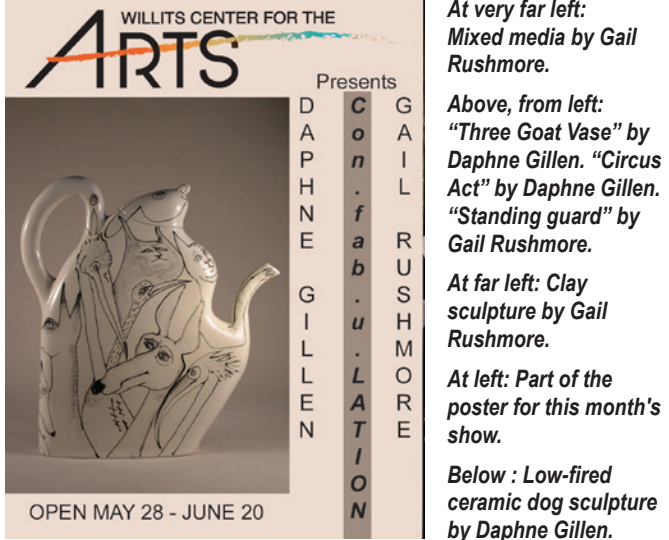 WILLITS CENTER FOR THE
ARTS
Presents
DAPHNE GILLEN
Con.fab.u.LATION
GAIL RUSHMORE
OPEN MAY 28 - JUNE 20
At very far left:
Mixed media by Gail
Rushmore.
Above, from left:
“Three Goat Vase” by
Daphne Gillen. “Circus
Act” by Daphne Gillen.
“Standing guard” by
Gail Rushmore.
At far left: Clay
sculpture by Gail
Rushmore.
At left: Part of the
poster for this month's
show.
Below : Low-fired
ceramic dog sculpture
by Daphne Gillen.